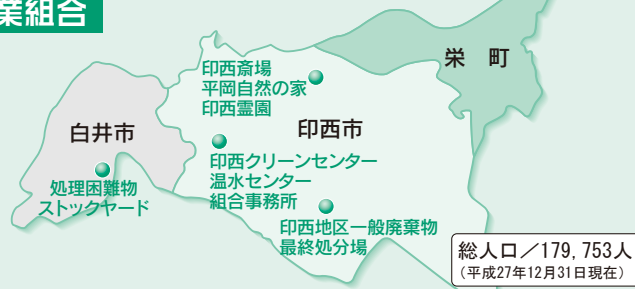 業組合
栄町
印西斎場
平岡自然の家
印西霊園
印西市
白井市
印西クリーンセンター
温水センター
組合事務所
処理困難物
ストックヤード
印西地区一般廃棄物
最終処分場
総人口／179,753人
（平成27年12月31日現在）